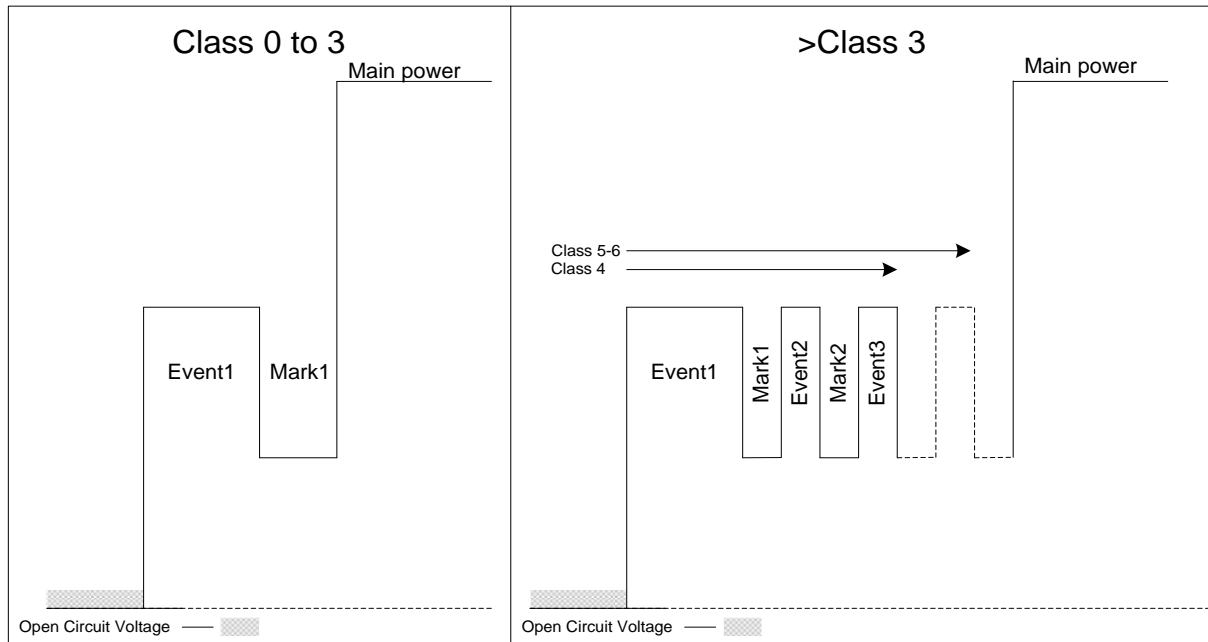 Class 0 to 3
Main power
Event1
Mark1
Open Circuit Voltage
>Class 3
Main power
Class 5-6
Class 4
Event1
Mark1
Event2
Mark2
Event3
Open Circuit Voltage